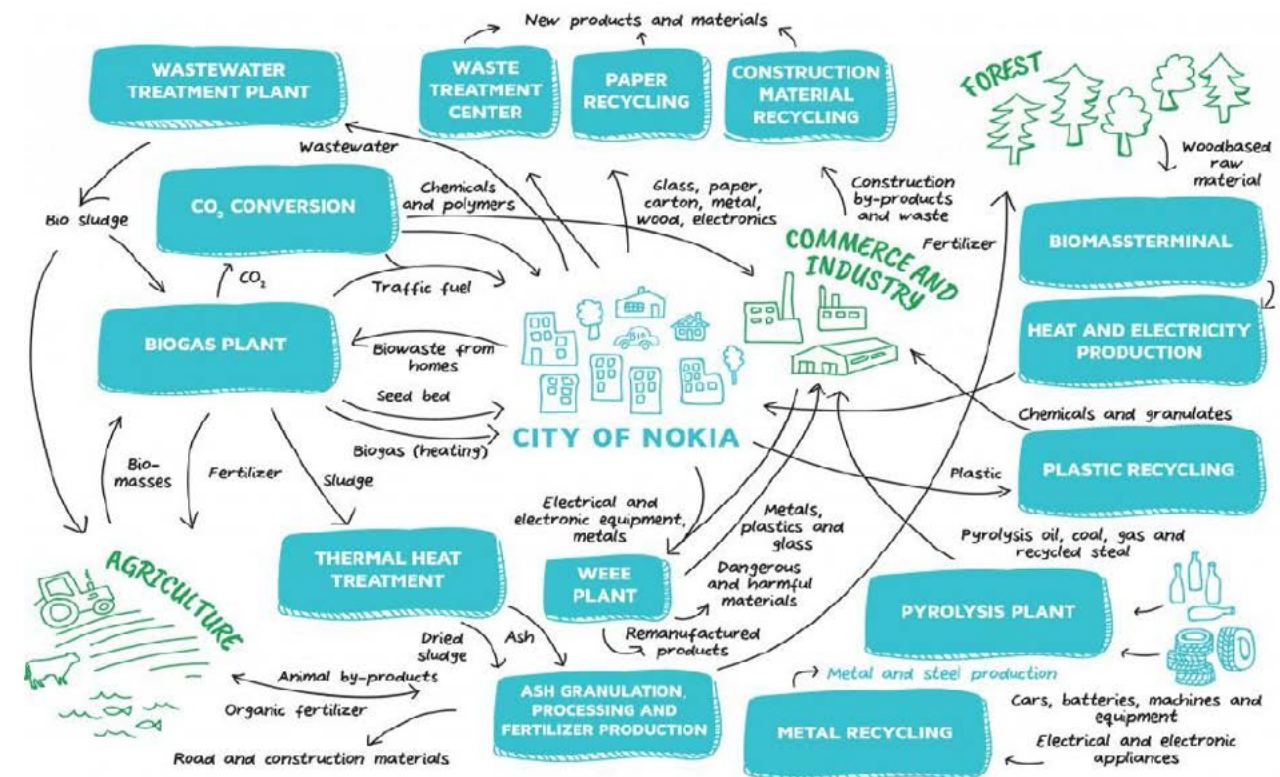 New products and materials
WASTEWATER
TREATMENT PLANT
WASTE
TREATMENT
CENTER
PAPER
RECYCLING
CONSTRUCTION
MATERIAL
RECYCLING
FOREST
Woodbased
raw
material
Wastewater
Bio sludge
CO₂ CONVERSION
Chemicals
and polymers
Glass, paper,
carton, metal,
wood, electronics
Construction
by-products
and waste
Fertilizer
COMMERCE AND
INDUSTRY
BIOMASSTERMINAL
CO₂
Traffic fuel
BIOGAS PLANT
Biowaste from
homes
Seed bed
Biogas (heating)
BIO
CITY OF NOKIA
HEAT AND ELECTRICITY
PRODUCTION
Chemicals and granulates
PLASTIC RECYCLING
Plastic
Bio-
masses
Fertilizer
Sludge
Electrical and
electronic equipment,
metals
Metals,
plastics and
glass
Pyrolysis oil, coal, gas and
recycled steal
AGRICULTURE
THERMAL HEAT
TREATMENT
WEEE
PLANT
Dangerous
and harmful
materials
PYROLYSIS PLANT
Dried
sludge
Ash
Remanufactured
products
Animal by-products
Organic fertilizer
Metal and steel production
Cars, batteries, machines and
equipment
ASH GRANULATION,
PROCESSING AND
FERTILIZER PRODUCTION
METAL RECYCLING
Electrical and electronic
appliances
Road and construction materials